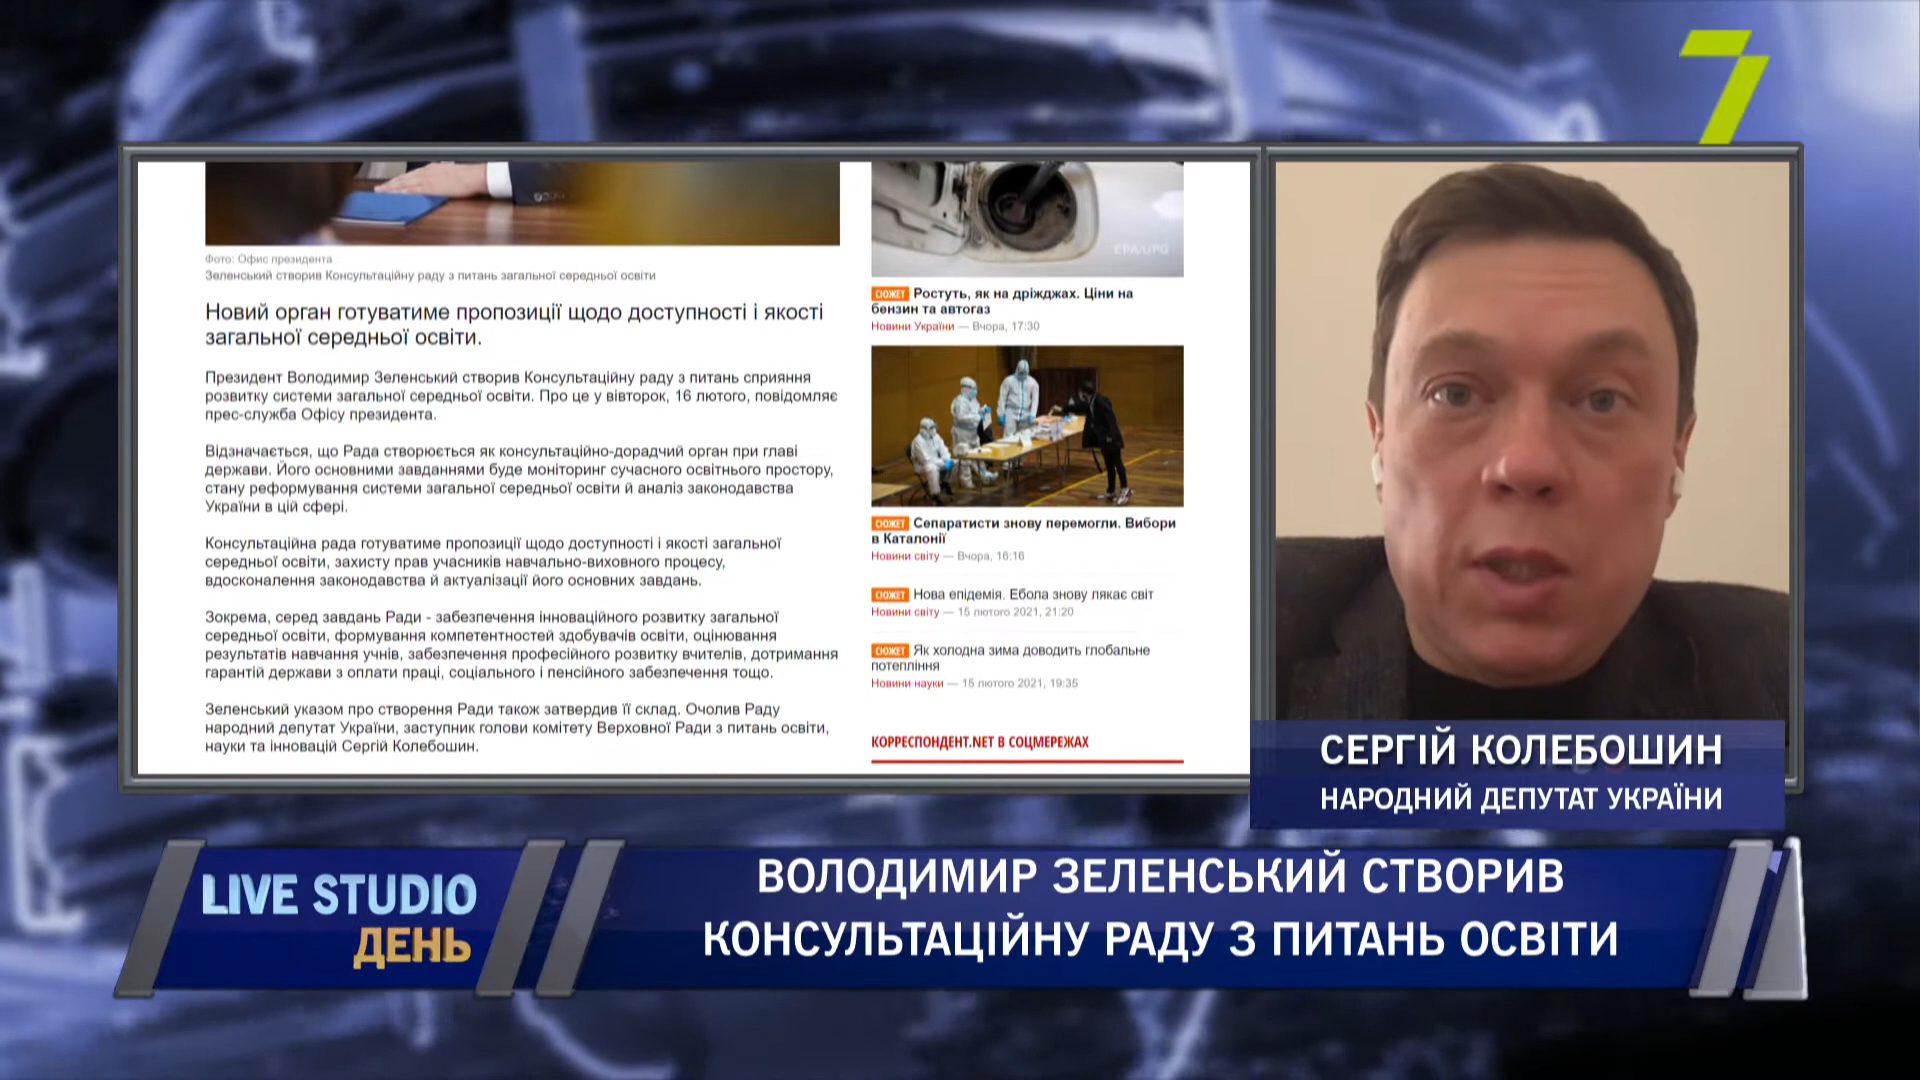 7
Фото: Офис президента
Зеленський створив Консультаційну раду з питань загальної середньої освіти
Новий орган готуватиме пропозиції щодо доступності і якості
загальної середньої освіти.
Президент Володимир Зеленський створив Консультаційну раду з питань сприяння
розвитку системи загальної середньої освіти. Про це у вівторок, 16 лютого, повідомляє
прес-служба Офісу президента.
Відзначається, що Рада створюється як консультаційно-дорадчий орган при главі
держави. Його основними завданнями буде моніторинг сучасного освітнього простору,
стану реформування системи загальної середньої освіти й аналіз законодавства
України в цій сфері.
Консультаційна рада готуватиме пропозиції щодо доступності і якості загальної
середньої освіти, захисту прав учасників навчально-виховного процесу,
вдосконалення законодавства й актуалізації його основних завдань.
Зокрема, серед завдань Ради - забезпечення інноваційного розвитку загальної
середньої освіти, формування компетентностей здобувачів освіти, оцінювання
результатів навчання учнів, забезпечення професійного розвитку вчителів, дотримання
гарантій держави з оплати праці, соціального і пенсійного забезпечення тощо.
Зеленський указом про створення Ради також затвердив її склад. Очолив Раду
народний депутат України, заступник голови комітету Верховної Ради з питань освіти,
науки та інновацій Сергій Колебошин.
EPA/UPG
СЮЖЕТ Ростуть, як на дріжджах. Ціни на
бензин та автогаз
Новини України — Вчора, 17:30
СЮЖЕТ Сепаратисти знову перемогли. Вибори
в Каталонії
Новини світу — Вчора, 16:16
СЮЖЕТ Нова епідемія. Ебола знову лякає світ
Новини світу — 15 лютого 2021, 21:20
СЮЖЕТ Як холодна зима доводить глобальне
потепління
Новини науки — 15 лютого 2021, 19:35
КОРРЕСПОНДЕНТ.NET В СОЦМЕРЕЖАХ
СЕРГІЙ КОЛЕБОШИН
НАРОДНИЙ ДЕПУТАТ УКРАЇНИ
LIVE STUDIO
ДЕНЬ
ВОЛОДИМИР ЗЕЛЕНСЬКИЙ СТВОРИВ
КОНСУЛЬТАЦІЙНУ РАДУ З ПИТАНЬ ОСВІТИ